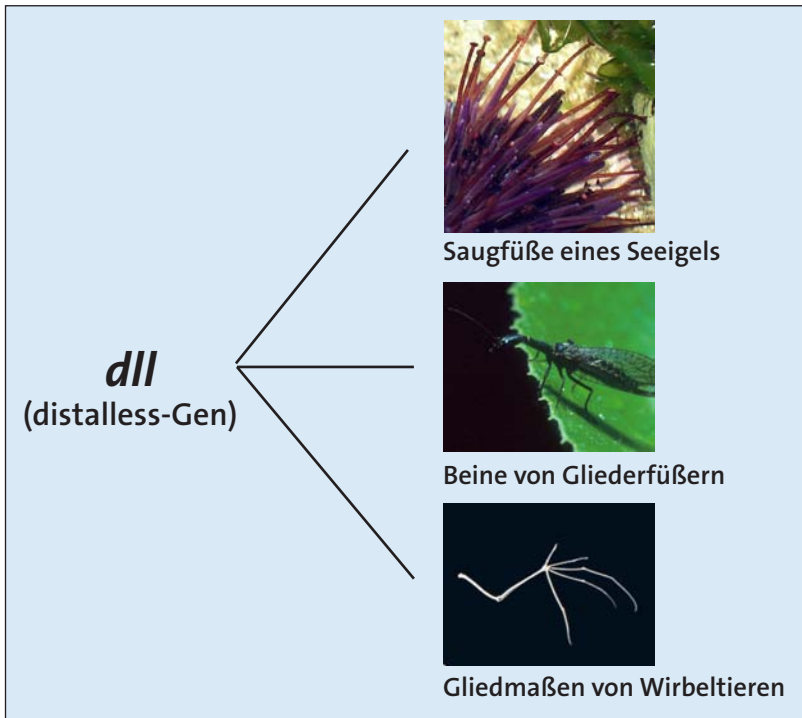 Saugfüße eines Seeigels
dll
(distalless-Gen)
Beine von Gliederfüßern
Gliedmaßen von Wirbeltieren